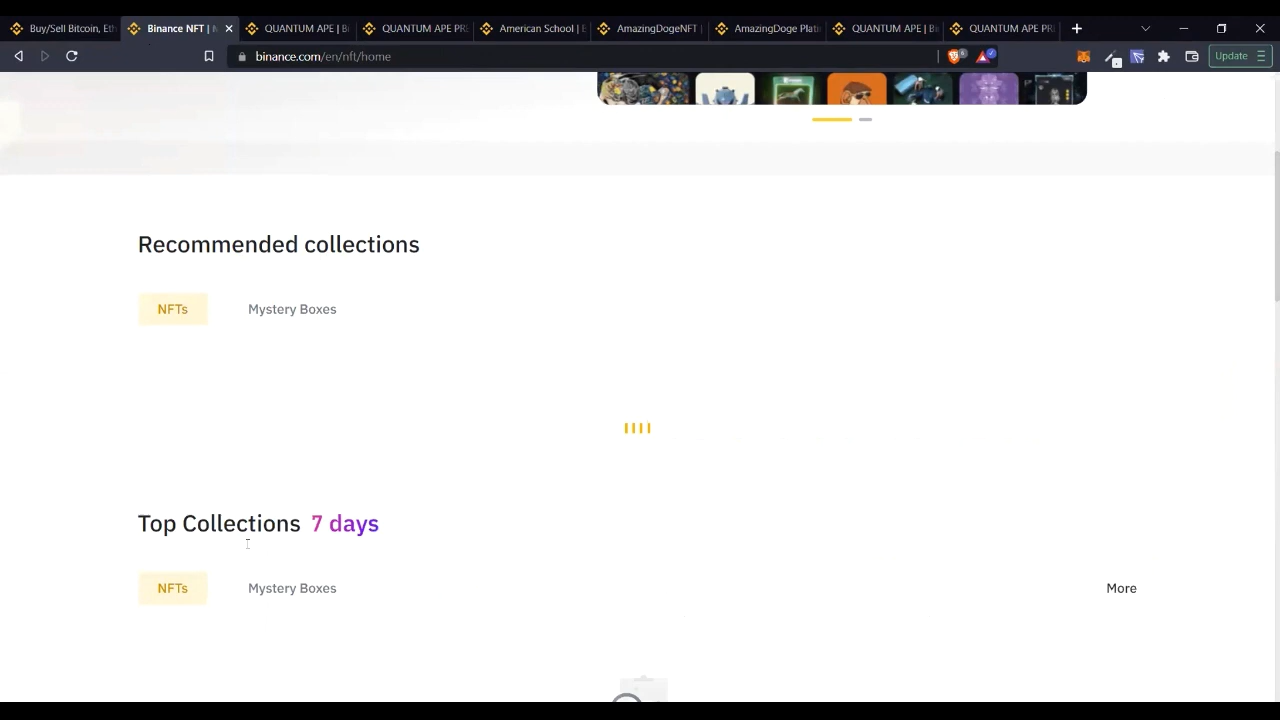 Buy/Sell Bitcoin, Eth
Binance NFT |
QUANTUM APE | B
QUANTUM APE PR
American School |
AmazingDogeNFT |
AmazingDoge Plati
QUANTUM APE | B
QUANTUM APE PR
binance.com/en/nft/home
Update
Recommended collections
NFTs
Mystery Boxes
Top Collections 7 days
NFTs
Mystery Boxes
More